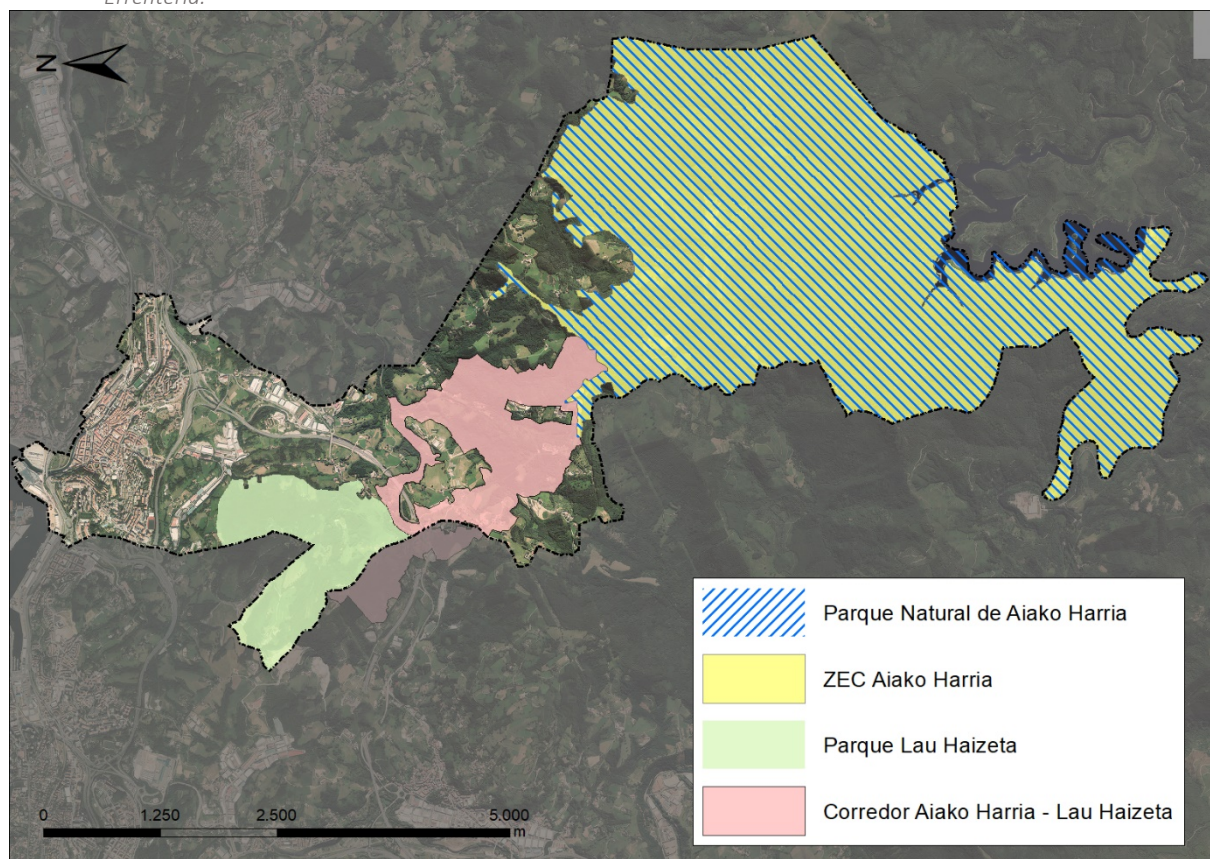 Errenteria.
N
Parque Natural de Aiako Harria
ZEC Aiako Harria
Parque Lau Haizeta
Corredor Aiako Harria - Lau Haizeta
0 1.250 2.500 5.000
m